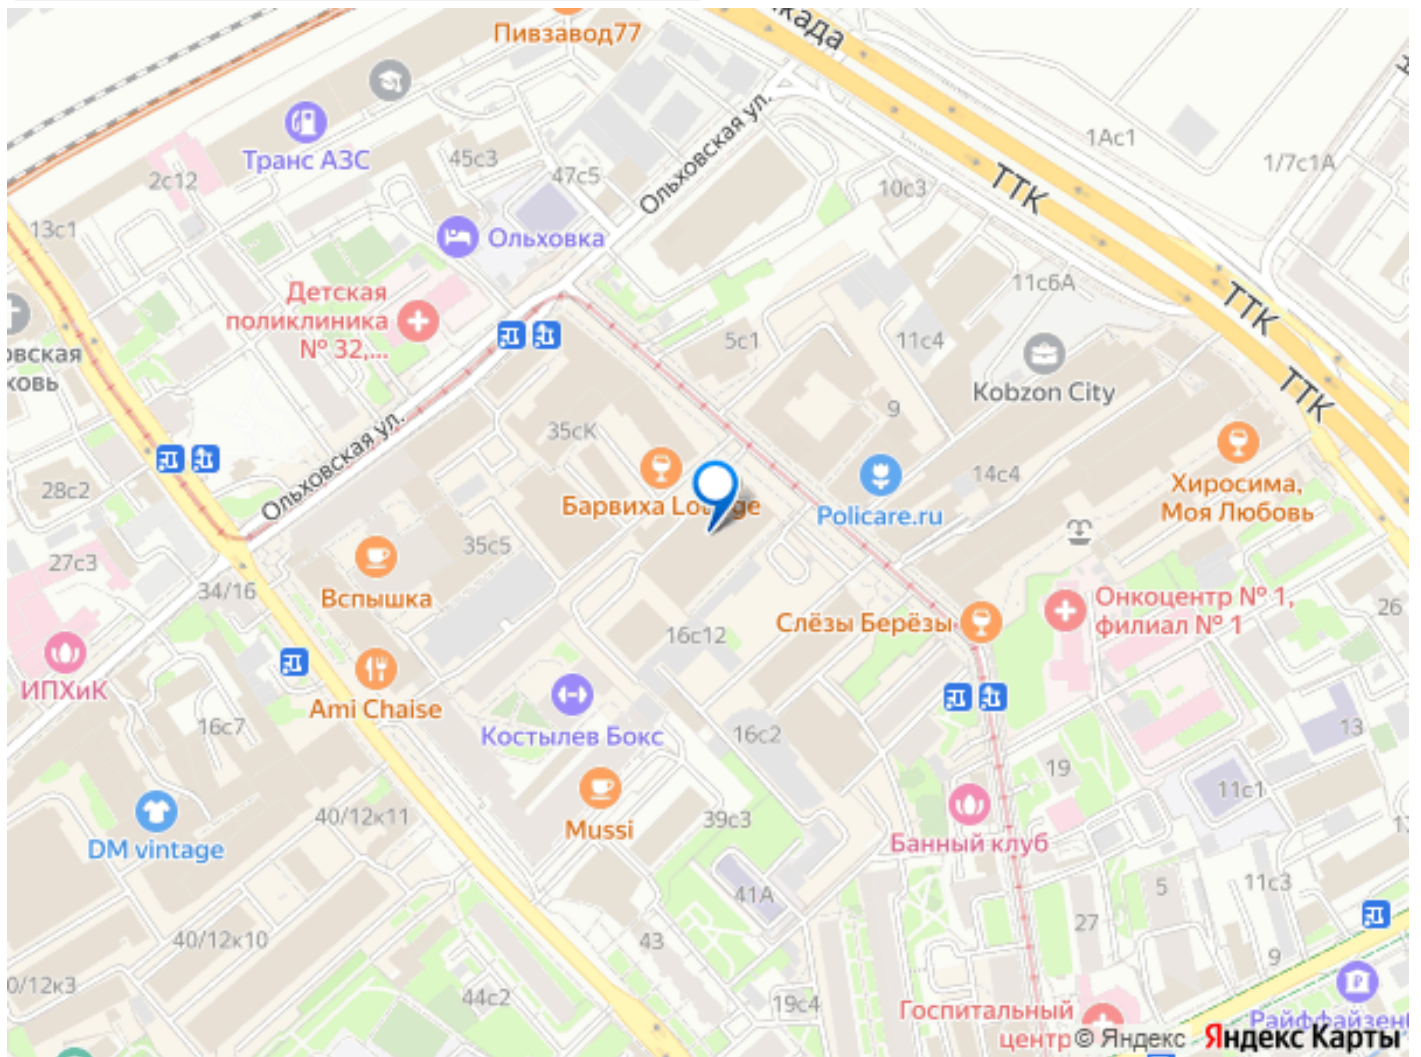 Пивзавод77
ТТК
Транс АЗС
45с3
47с5
2с12
13с1
Ольховская ул.
10с3
1Ас1
1/7с1А
ТТК
Ольховка
Детская
поликлиника
№ 32,...
5с1
11с4
11с6А
ТТК
Kobzon City
9
35сК
Ольховская ул.
28с2
Барвиха
Policare.ru
14с4
Хиросима,
Моя Любовь
35с5
27с3
34/16
Вспышка
16с12
Слёзы Берёзы
Онкоцентр № 1,
филиал № 1
26
ИПХиК
Ami Chaise
16с7
Костылев Бокс
16с2
13
19
11с1
40/12к11
Mussi
39с3
DM vintage
Банный клуб
41А
5
11с3
40/12к10
43
27
9
44с2
19с4
Госпитальный
центр
© Яндекс
Яндекс Карты